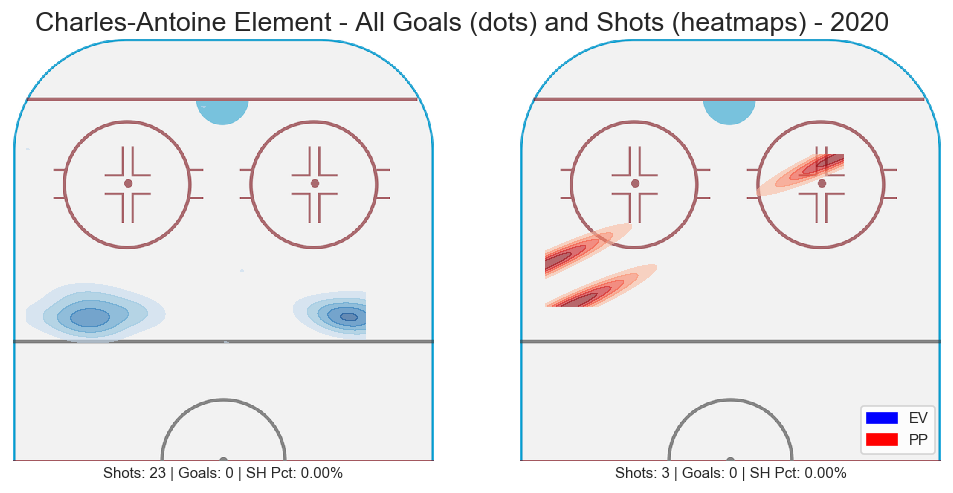 Charles-Antoine Element - All Goals (dots) and Shots (heatmaps) - 2020
EV
PP
Shots: 23 | Goals: 0 | SH Pct: 0.00%
Shots: 3 | Goals: 0 | SH Pct: 0.00%